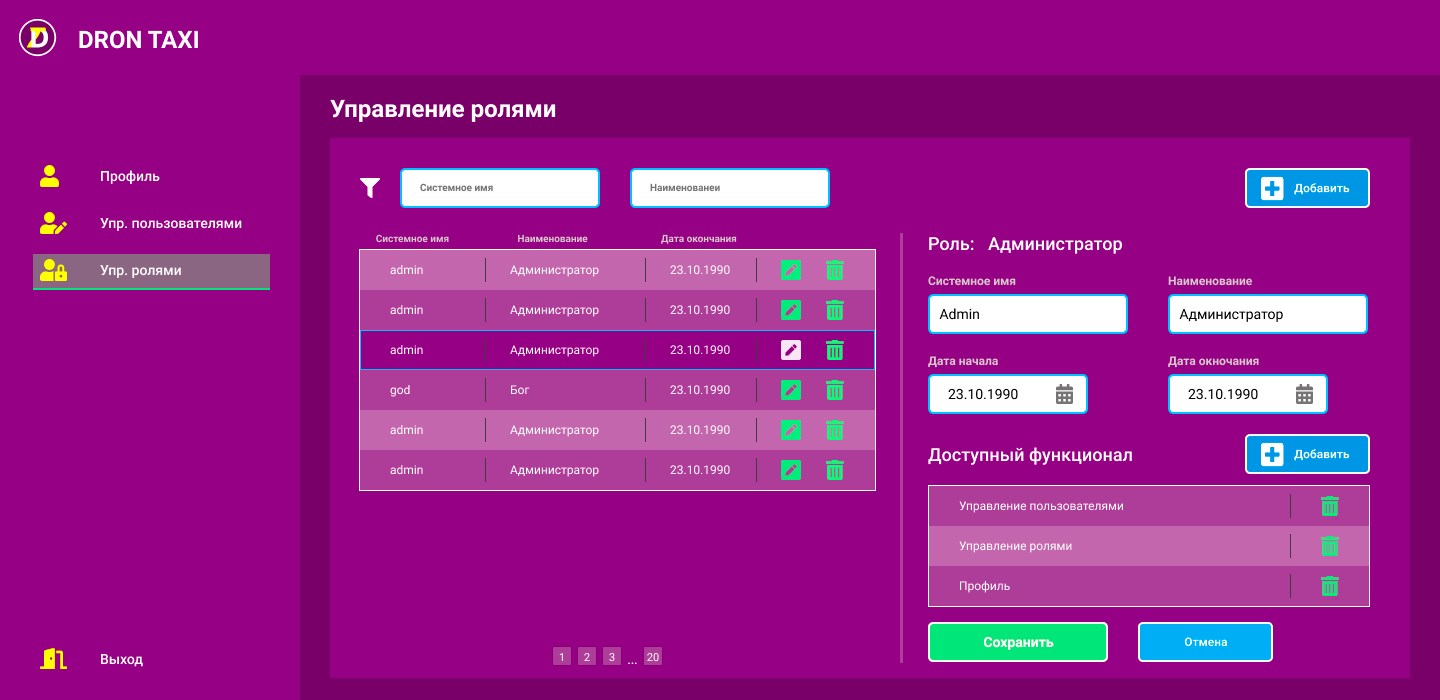 DRON TAXI
Управление ролями
Профиль
Упр. пользователями
Упр. ролями
Выход
Системное имя Наименованеи Добавить
Системное имя Наименование Дата окончания
admin Администратор 23.10.1990
admin Администратор 23.10.1990
admin Администратор 23.10.1990
god Бог 23.10.1990
admin Администратор 23.10.1990
admin Администратор 23.10.1990
1 2 3 ... 20
Роль: Администратор
Системное имя Наименование
Admin Администратор
Дата начала Дата окночания
23.10.1990 23.10.1990
Доступный функционал Добавить
Управление пользователями
Управление ролями
Профиль
Сохранить Отмена